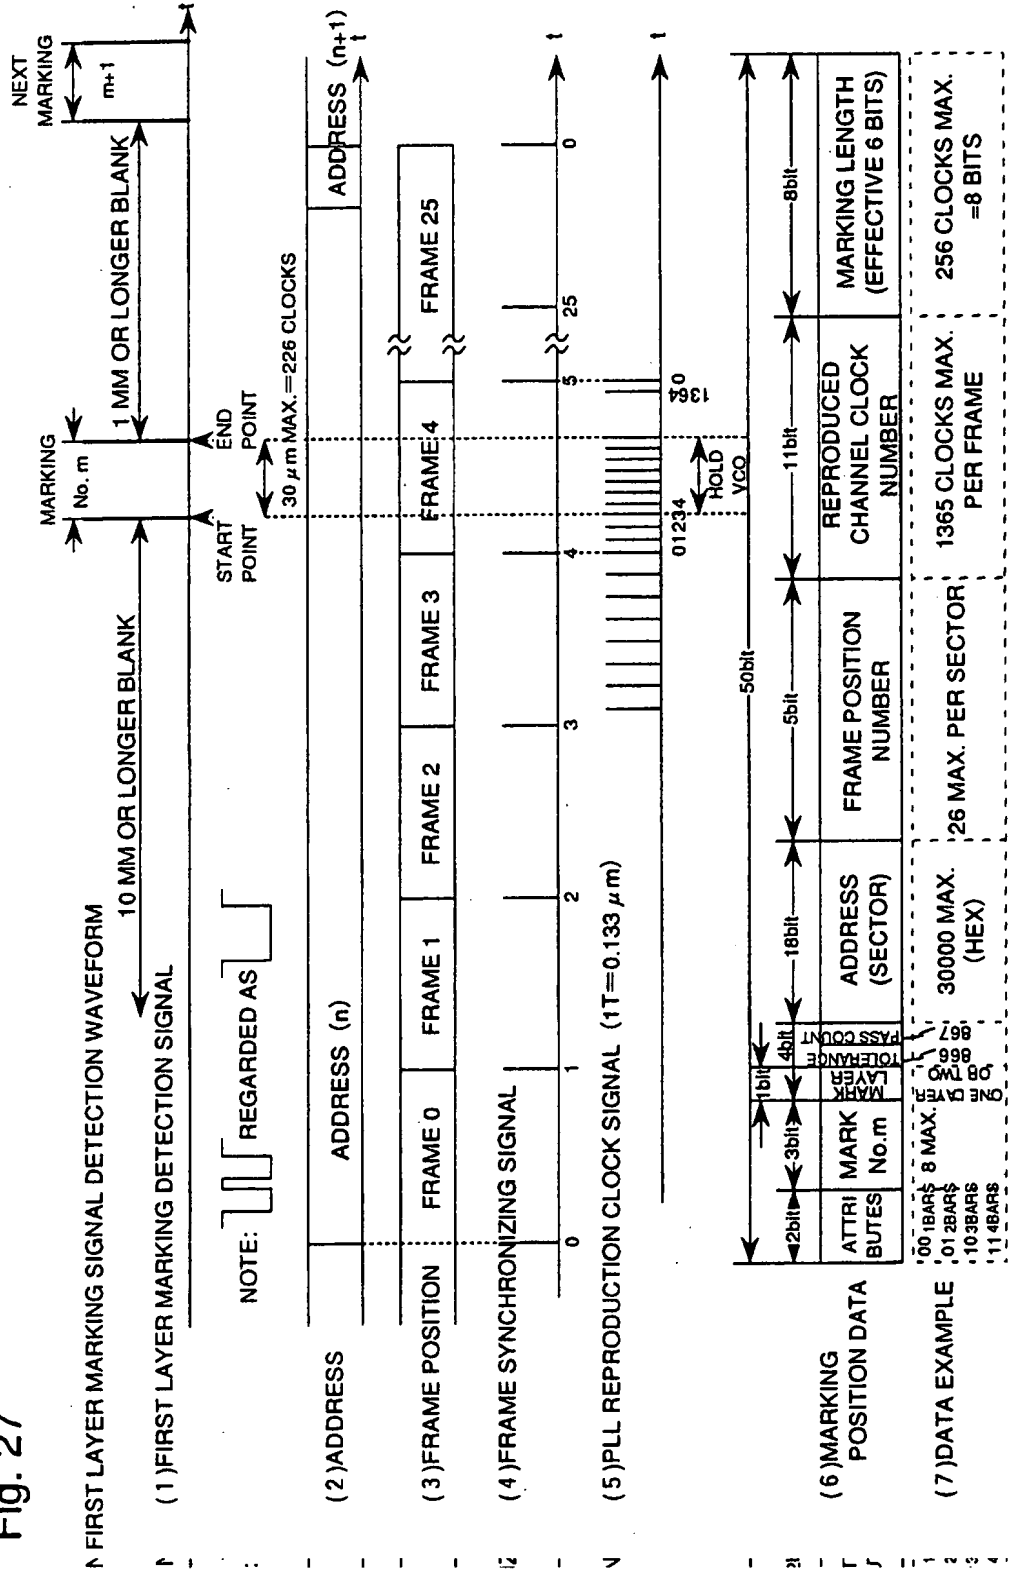 Fig. 27
FIRST LAYER MARKING SIGNAL DETECTION WAVEFORM
MARKING
No. m
NEXT
MARKING
m+1
10 MM OR LONGER BLANK
1 MM OR LONGER BLANK
(1)FIRST LAYER MARKING DETECTION SIGNAL
t
START
POINT
END
POINT
NOTE:
REGARDED AS
30 μm MAX.=226 CLOCKS
(2)ADDRESS
ADDRESS (n)
ADDRESS (n+1)
t
(3)FRAME POSITION
FRAME 0
FRAME 1
FRAME 2
FRAME 3
FRAME 4
FRAME 25
(4)FRAME SYNCHRONIZING SIGNAL
0
1
2
3
4
5
25
0
t
(5)PLL REPRODUCTION CLOCK SIGNAL (1T=0.133 μm)
01234
1364
0
t
HOLD
VCO
50bit
1bit
2bit
3bit
4bit
18bit
5bit
11bit
8bit
(6)MARKING
POSITION DATA
ATTRI
BUTES
MARK
No.m
MARK
LAYER
TOLERANCE
PASS COUNT
ADDRESS
(SECTOR)
FRAME POSITION
NUMBER
REPRODUCED
CHANNEL CLOCK
NUMBER
MARKING LENGTH
(EFFECTIVE 6 BITS)
(7)DATA EXAMPLE
00 1BARS
01 2BARS
10 3BARS
11 4BARS
8 MAX.
ONE LAYER
OR TWO
866
867
30000 MAX.
(HEX)
26 MAX. PER SECTOR
1365 CLOCKS MAX.
PER FRAME
256 CLOCKS MAX.
=8 BITS